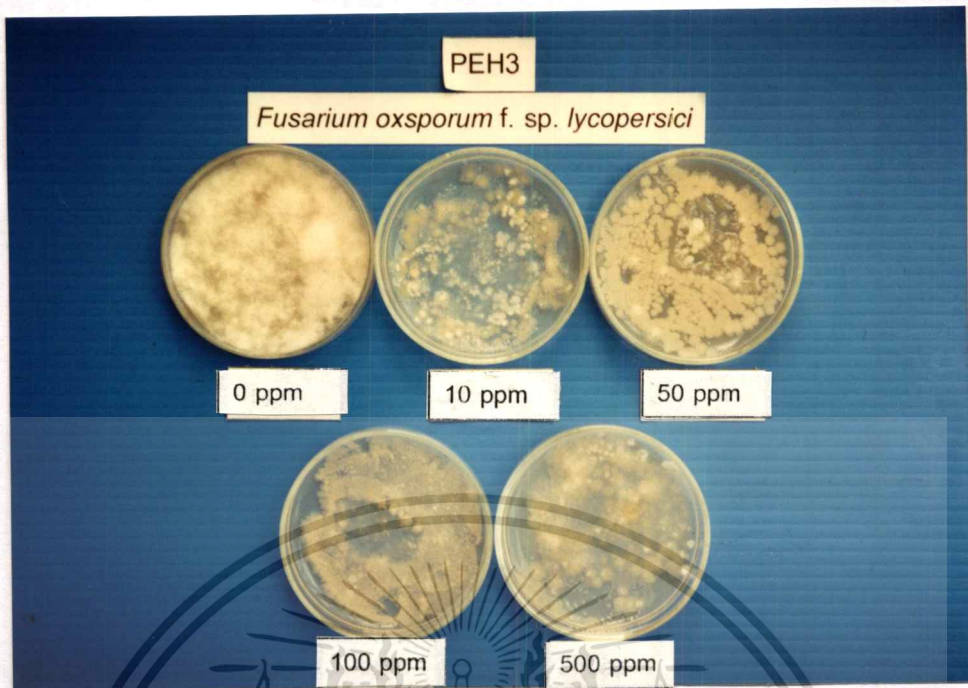 PEH3
Fusarium oxsporum f. sp. lycopersici
0 ppm
10 ppm
50 ppm
100 ppm
500 ppm